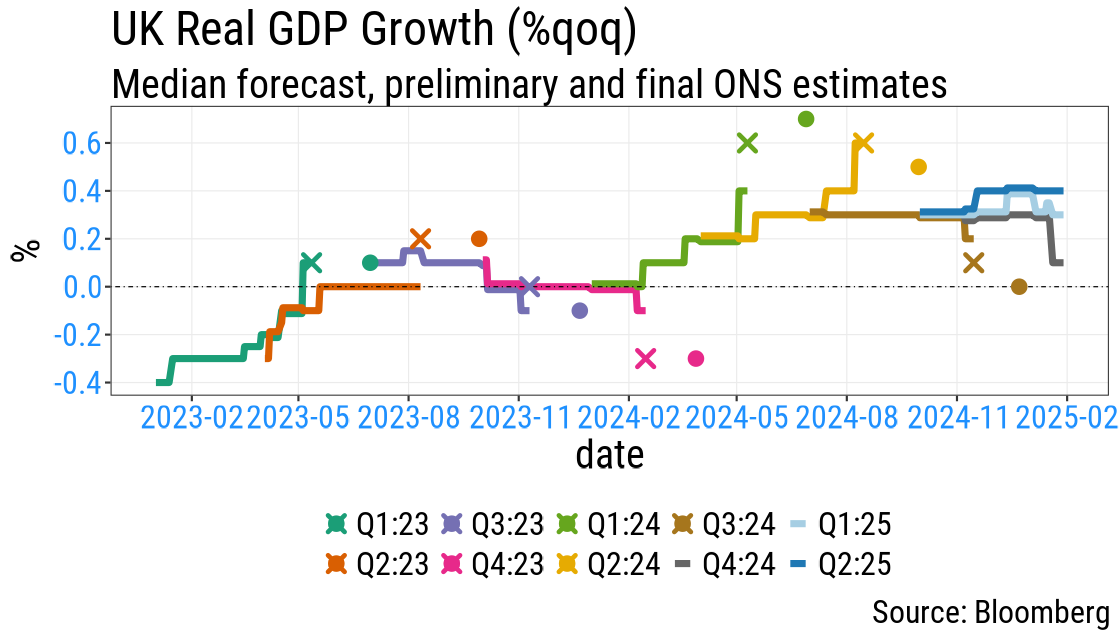 UK Real GDP Growth (%qoq)
Median forecast, preliminary and final ONS estimates
0.6
0.4
0.2
0.0
-0.2
-0.4
%
2023-02 2023-05 2023-08 2023-11 2024-02 2024-05 2024-08 2024-11 2025-02
date
Q1:23 Q3:23 Q1:24 Q3:24 Q1:25
Q2:23 Q4:23 Q2:24 Q4:24 Q2:25
Source: Bloomberg